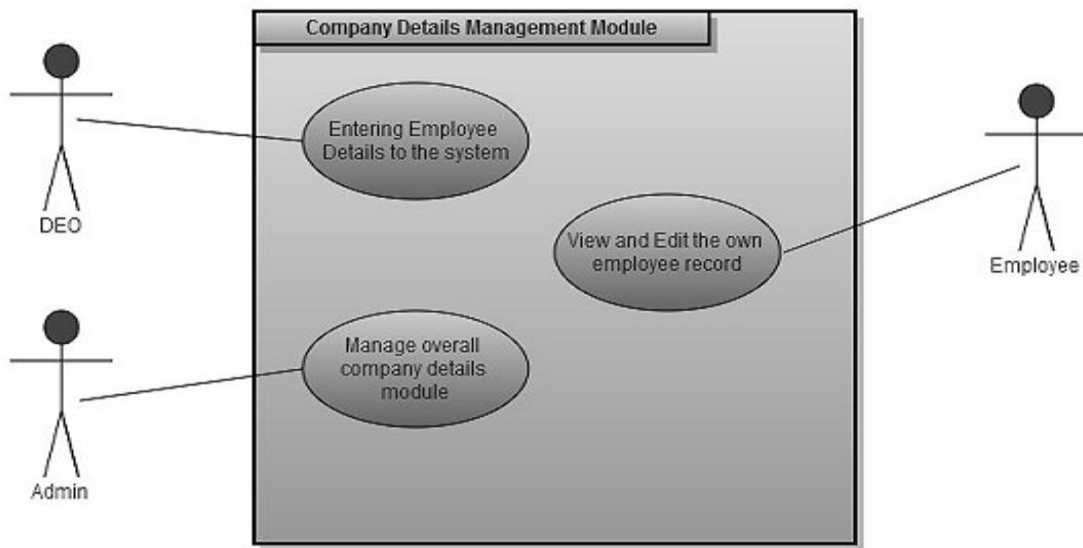 Company Details Management Module
Entering Employee
Details to the system
DEO
View and Edit the own
employee record
Employee
Manage overall
company details
module
Admin